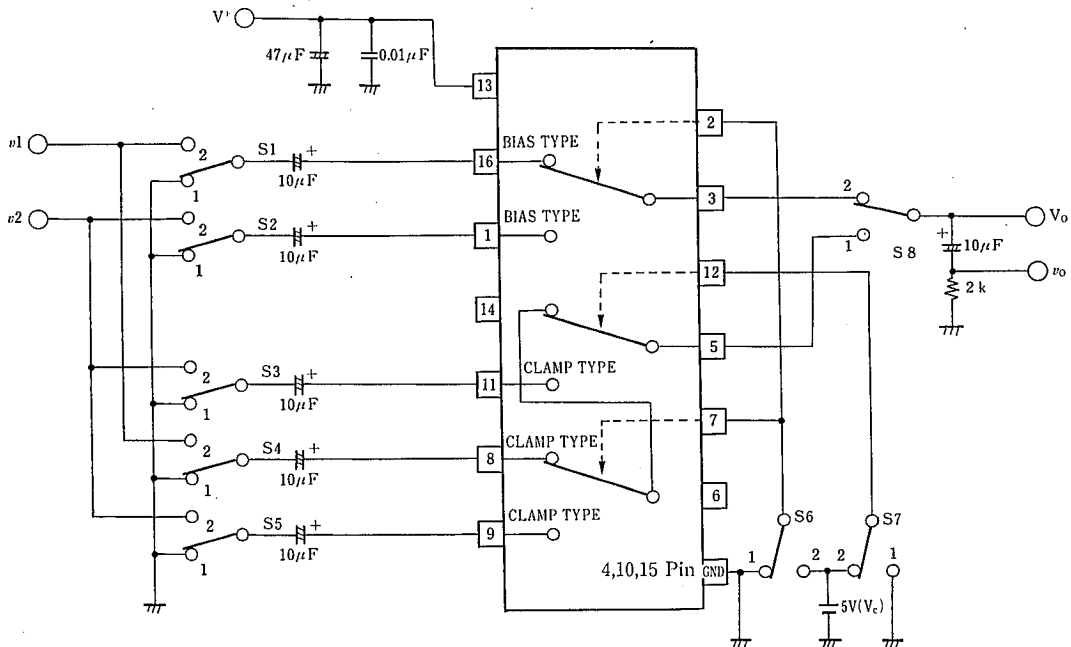 V+
47μF
0.01μF
13
2
v1
2
S1
+
BIAS TYPE
16
1
10μF
3
2
Vo
v2
2
S2
+
BIAS TYPE
1
1
10μF
1
S 8
+
10μF
12
vo
2 k
14
5
2
S3
+
CLAMP TYPE
11
1
10μF
7
2
S4
+
CLAMP TYPE
8
1
10μF
6
2
S5
+
CLAMP TYPE
9
1
10μF
S6
S7
4,10,15 Pin GND
1
2
2
1
5V(Vc)